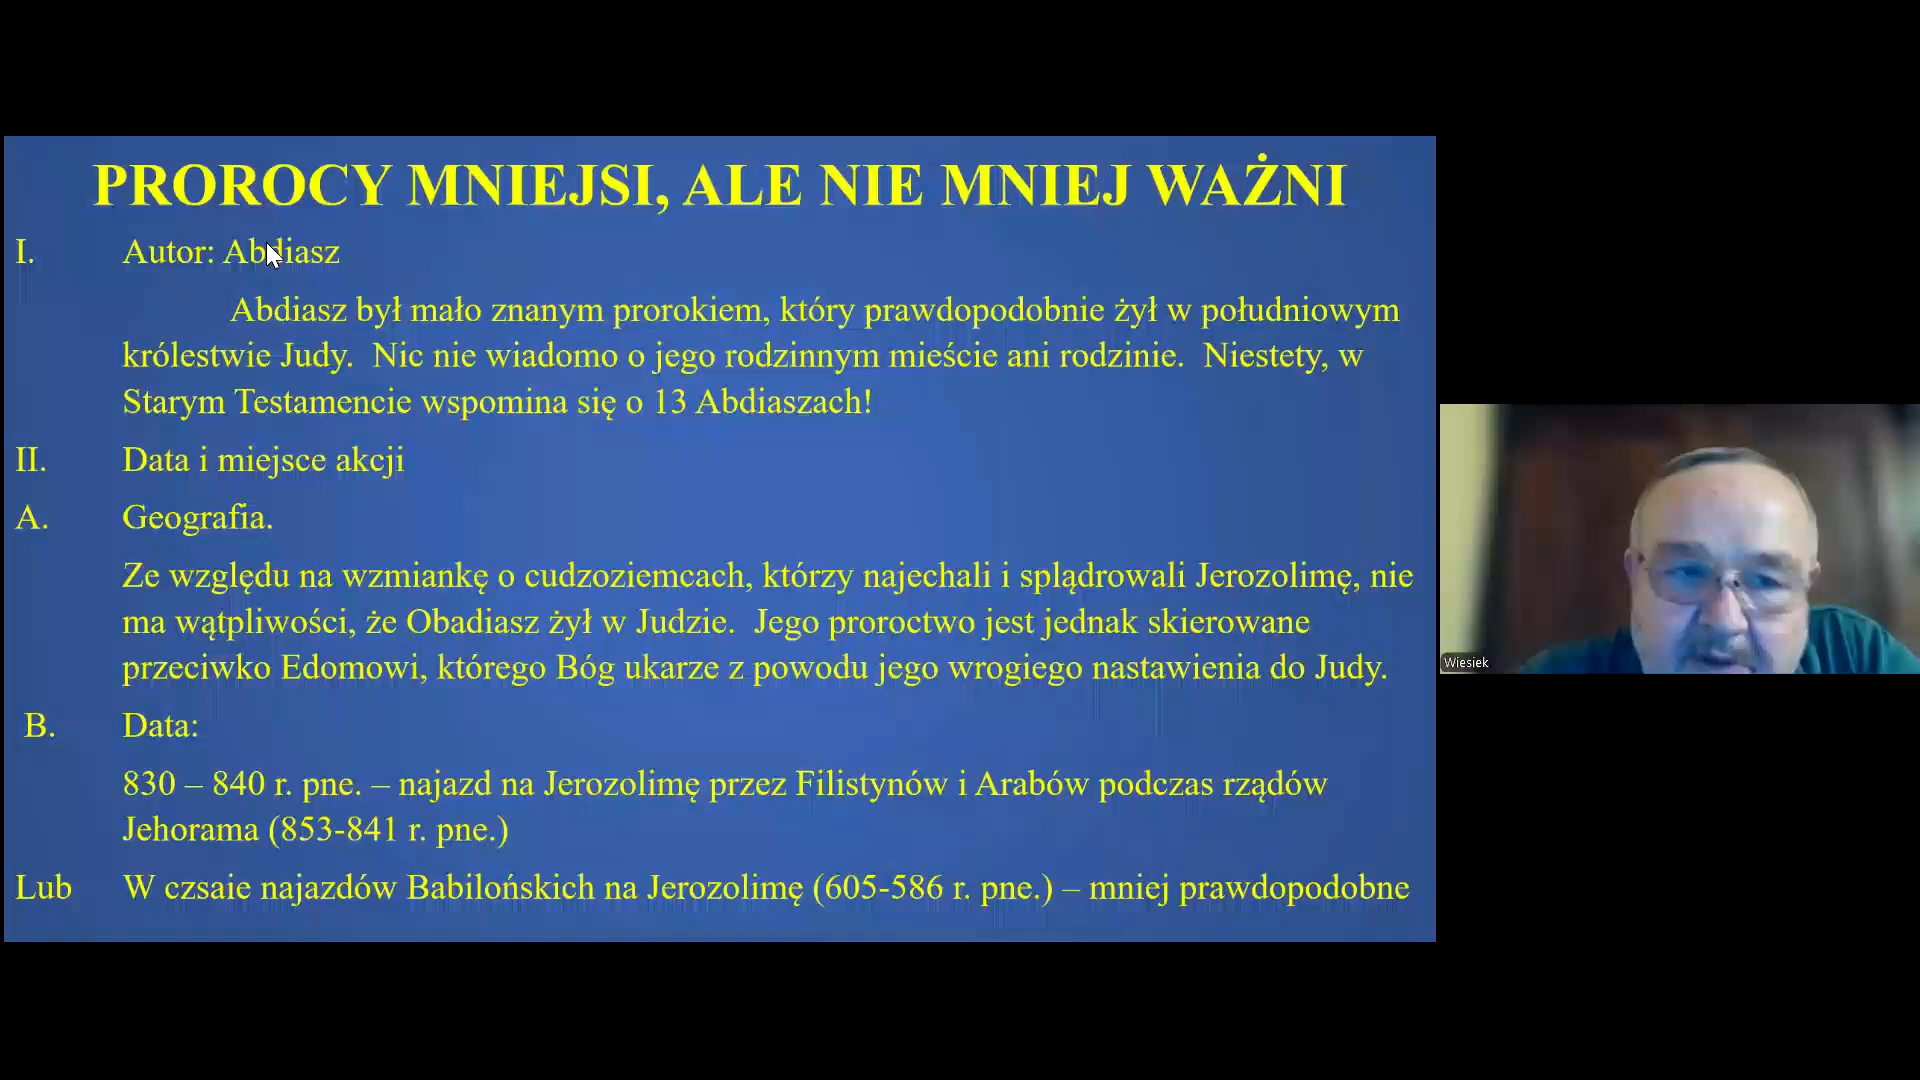 PROROCY MNIEJSI, ALE NIE MNIEJ WAŻNI
I. Autor: Abdiasz
Abdiasz był mało znanym prorokiem, który prawdopodobnie żył w południowym
królestwie Judy. Nic nie wiadomo o jego rodzinnym mieście ani rodzinie. Niestety, w
Starym Testamencie wspomina się o 13 Abdiaszach!
II. Data i miejsce akcji
A. Geografia.
Ze względu na wzmiankę o cudzoziemcach, którzy najechali i splądrowali Jerozolimę, nie
ma wątpliwości, że Obadiasz żył w Judzie. Jego proroctwo jest jednak skierowane
przeciwko Edomowi, którego Bóg ukarze z powodu jego wrogiego nastawienia do Judy.
B. Data:
830 – 840 r. pne. – najazd na Jerozolimę przez Filistynów i Arabów podczas rządów
Jehorama (853-841 r. pne.)
Lub W czsaie najazdów Babilońskich na Jerozolimę (605-586 r. pne.) – mniej prawdopodobne
Wiesiek